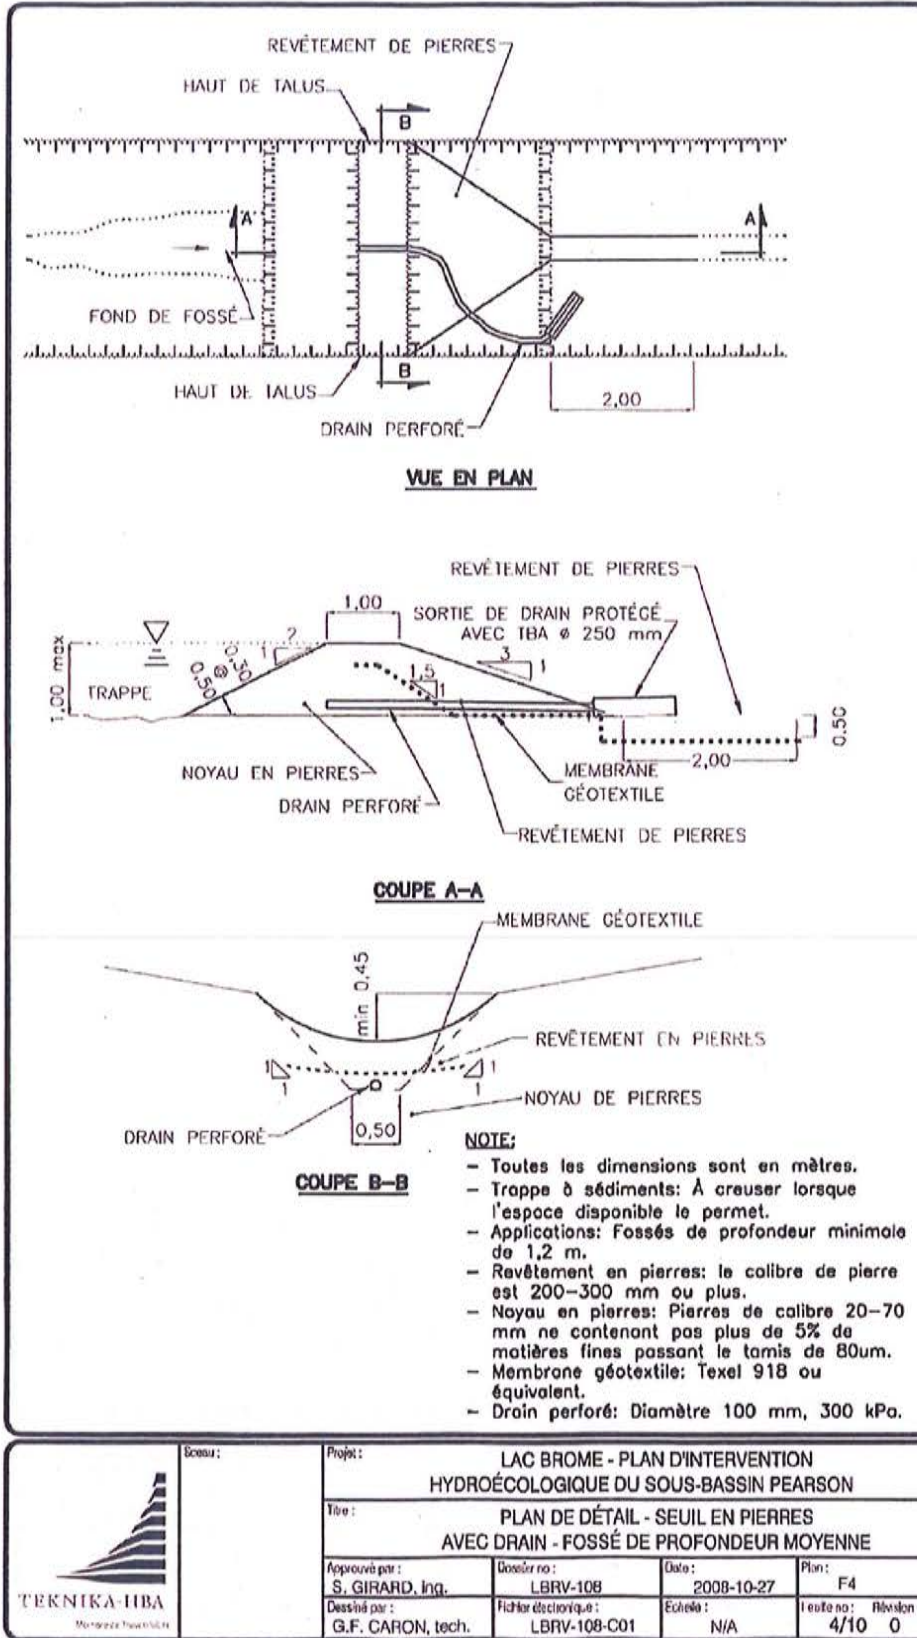 REVÊTEMENT DE PIERRES
HAUT DE TALUS
B
A
A
FOND DE FOSSÉ
B
HAUT DE TALUS
2,00
DRAIN PERFORÉ
VUE EN PLAN
REVÊTEMENT DE PIERRES
1,00
SORTIE DE DRAIN PROTÉGÉ
AVEC TBA ø 250 mm
2
1
3
1
1,00 max
TRAPPE
0,50 @
0,30
1,5
1
0,50
2,00
NOYAU EN PIERRES
MEMBRANE
GÉOTEXTILE
DRAIN PERFORÉ
REVÊTEMENT DE PIERRES
COUPE A-A
MEMBRANE GÉOTEXTILE
min 0.45
REVÊTEMENT EN PIERRES
1
1
1
1
NOYAU DE PIERRES
DRAIN PERFORÉ
0,50
COUPE B-B
NOTE:
- Toutes les dimensions sont en mètres.
- Trappe à sédiments: À creuser lorsque
l'espace disponible le permet.
- Applications: Fossés de profondeur minimale
de 1,2 m.
- Revêtement en pierres: le calibre de pierre
est 200-300 mm ou plus.
- Noyau en pierres: Pierres de calibre 20-70
mm ne contenant pas plus de 5% de
matières fines passant le tamis de 80um.
- Membrane géotextile: Texel 918 ou
équivalent.
- Drain perforé: Diamètre 100 mm, 300 kPa.
TEKNIKA-HBA
Sceau :
Projet :
LAC BROME - PLAN D'INTERVENTION
HYDROÉCOLOGIQUE DU SOUS-BASSIN PEARSON
Titre :
PLAN DE DÉTAIL - SEUIL EN PIERRES
AVEC DRAIN - FOSSÉ DE PROFONDEUR MOYENNE
Approuvé par :
S. GIRARD, ing.
Dossier no :
LBRV-108
Date :
2008-10-27
Plan :
F4
Dessiné par :
G.F. CARON, tech.
Fichier électronique :
LBRV-108-C01
Echelle :
N/A
Feuille no :
4/10
Révision
0